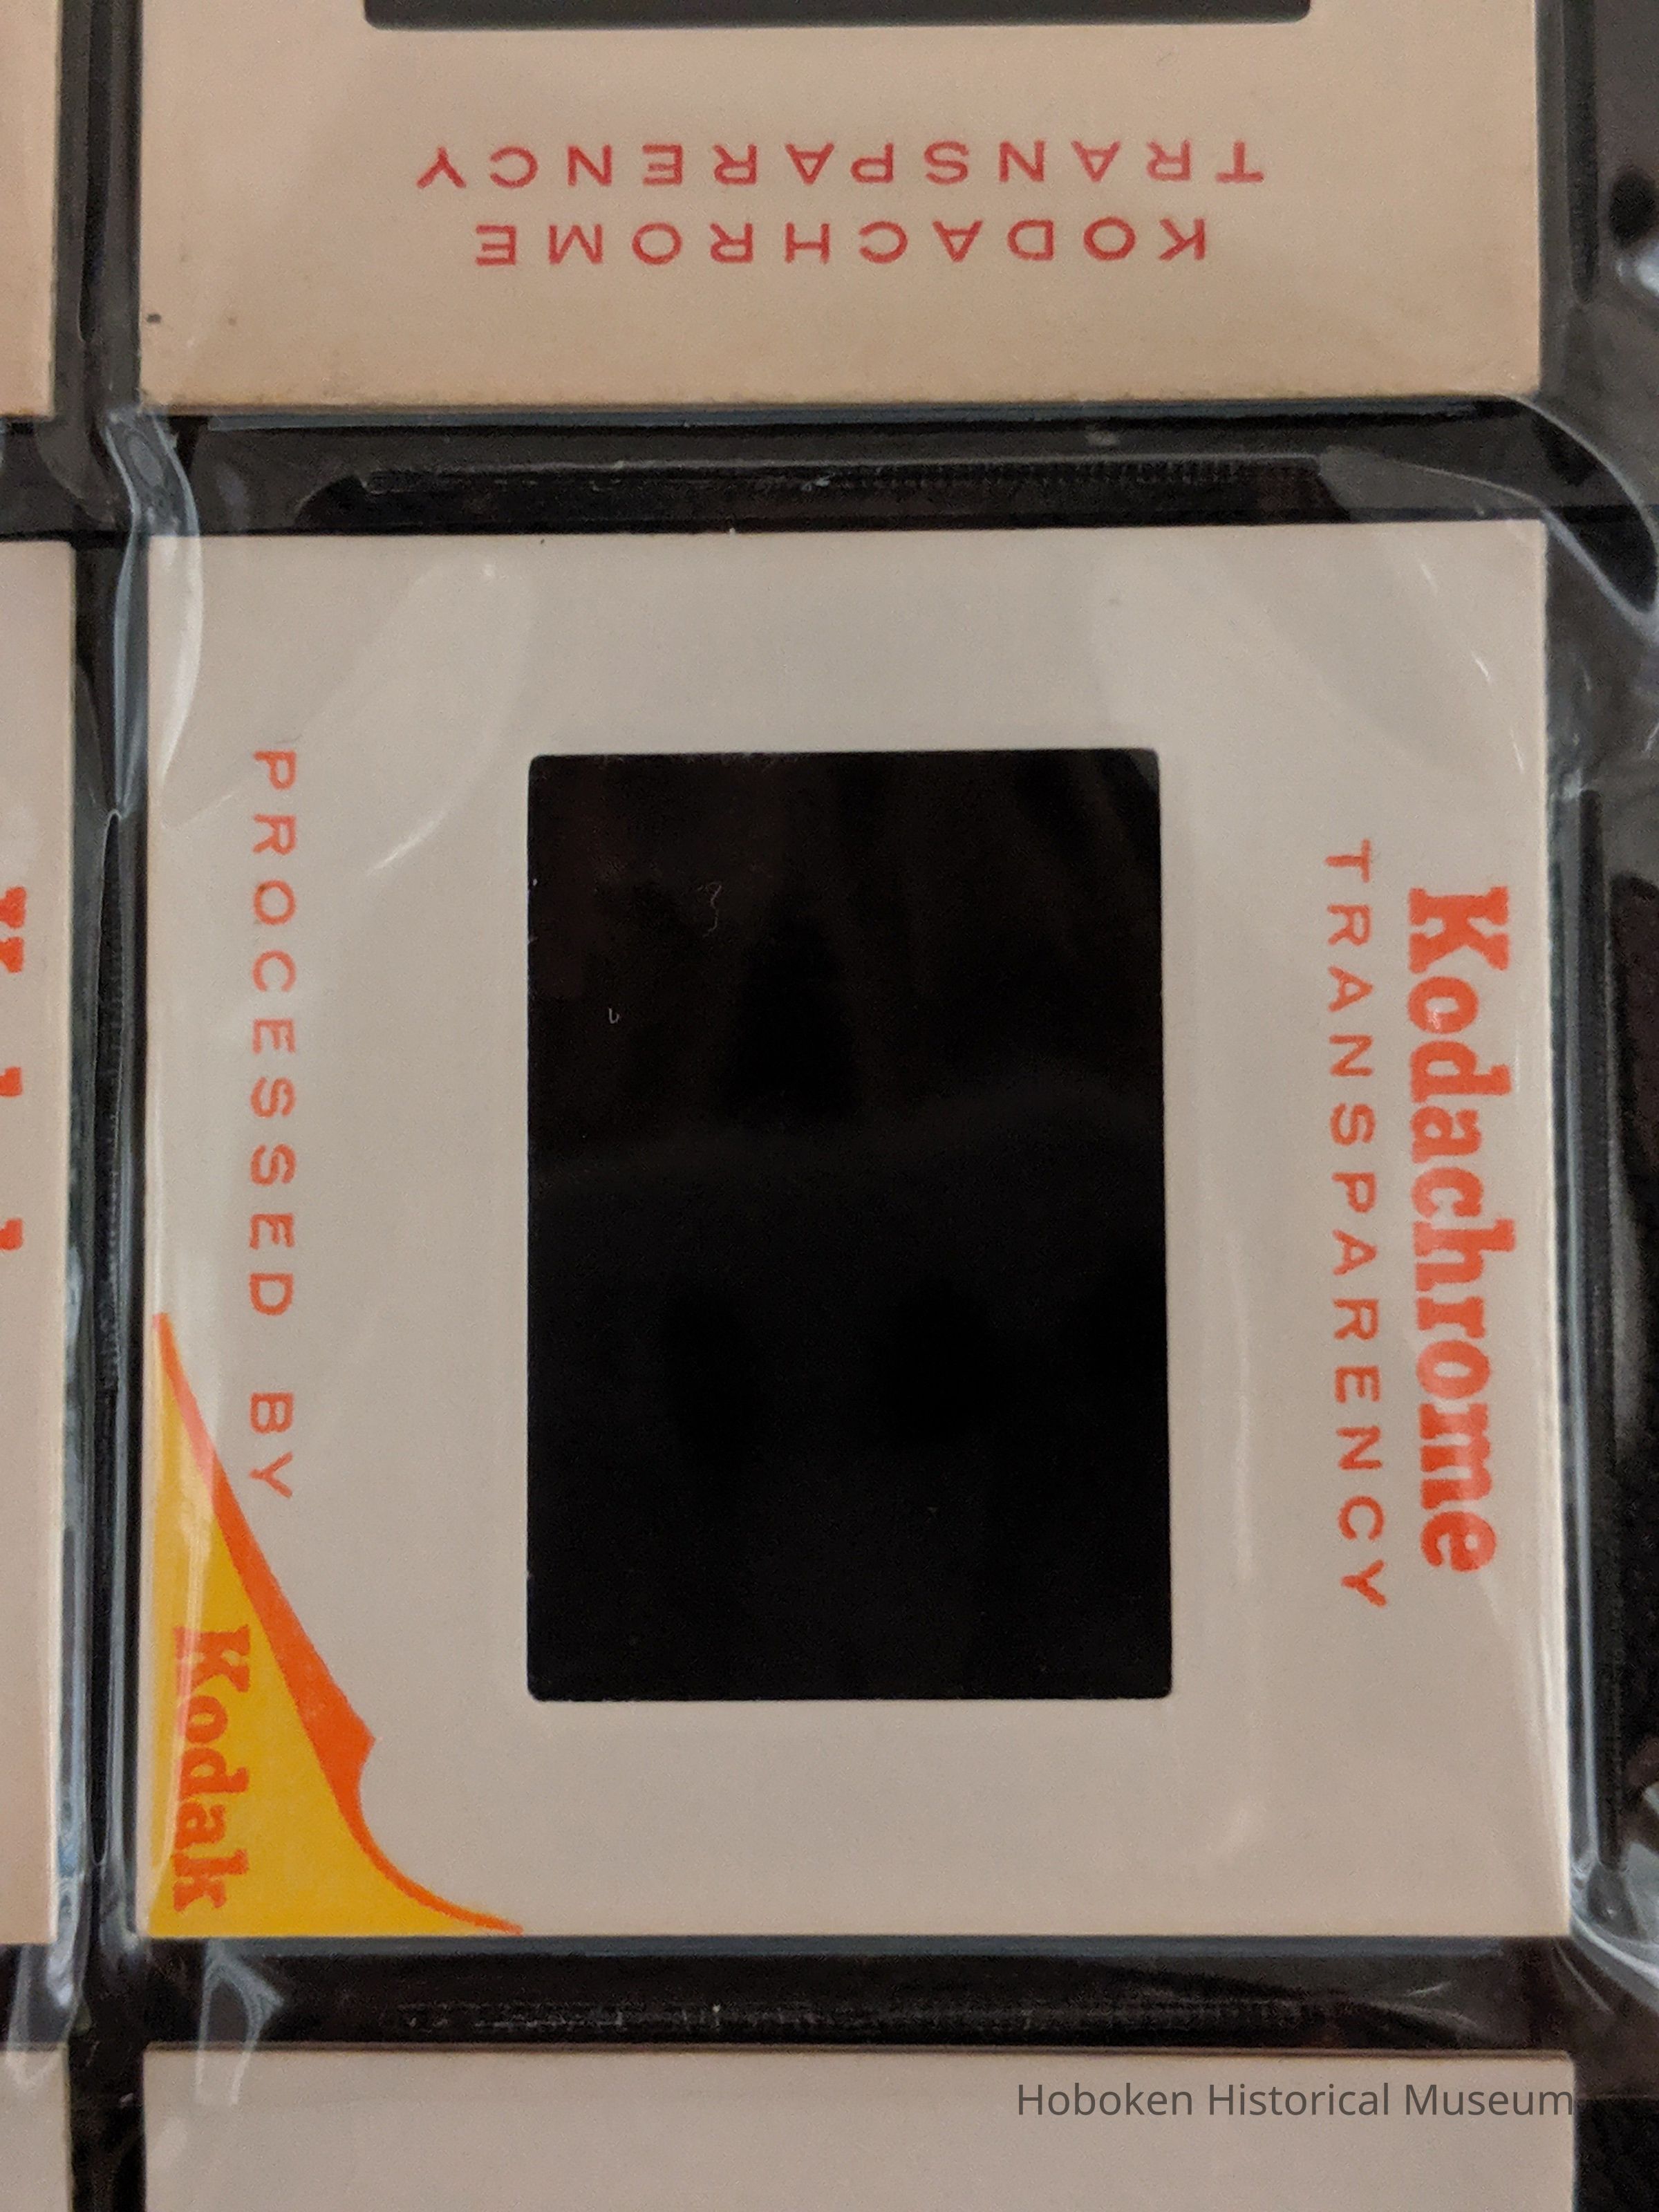 KODACHROME
TRANSPARENCY
Kodachrome
TRANSPARENCY
PROCESSED BY
Kodak
Hoboken Historical Museum